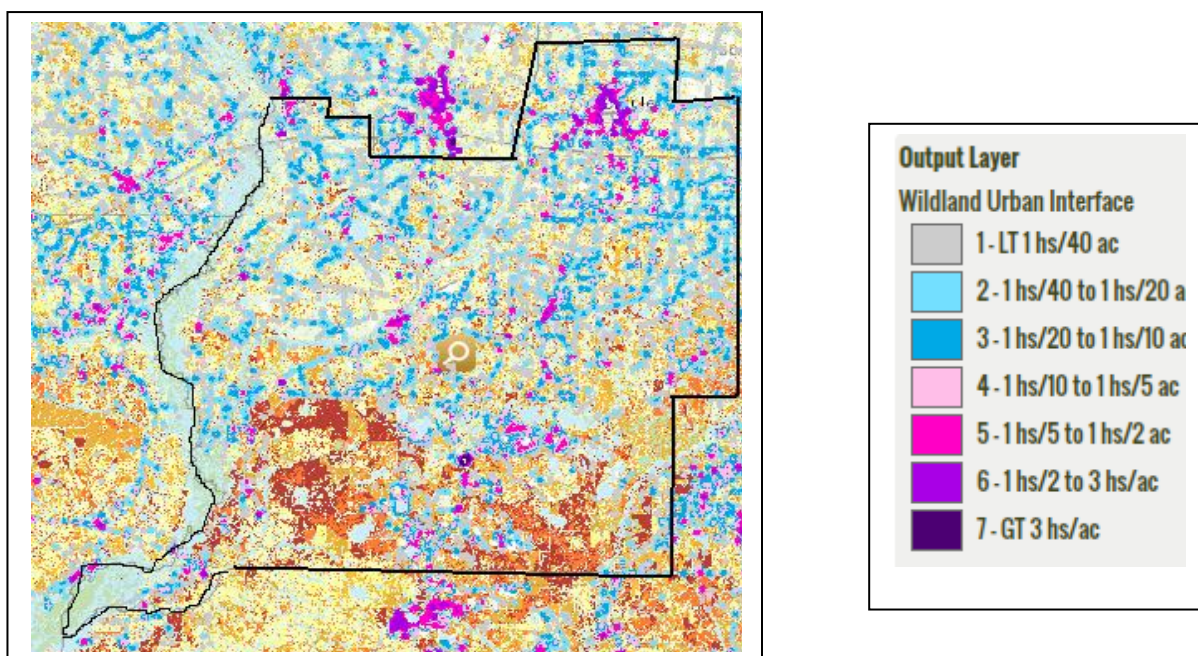 Output Layer
Wildland Urban Interface
1 - LT 1 hs/40 ac
2 - 1 hs/40 to 1 hs/20 a
3 - 1 hs/20 to 1 hs/10 ac
4 - 1 hs/10 to 1 hs/5 ac
5 - 1 hs/5 to 1 hs/2 ac
6 - 1 hs/2 to 3 hs/ac
7 - GT 3 hs/ac